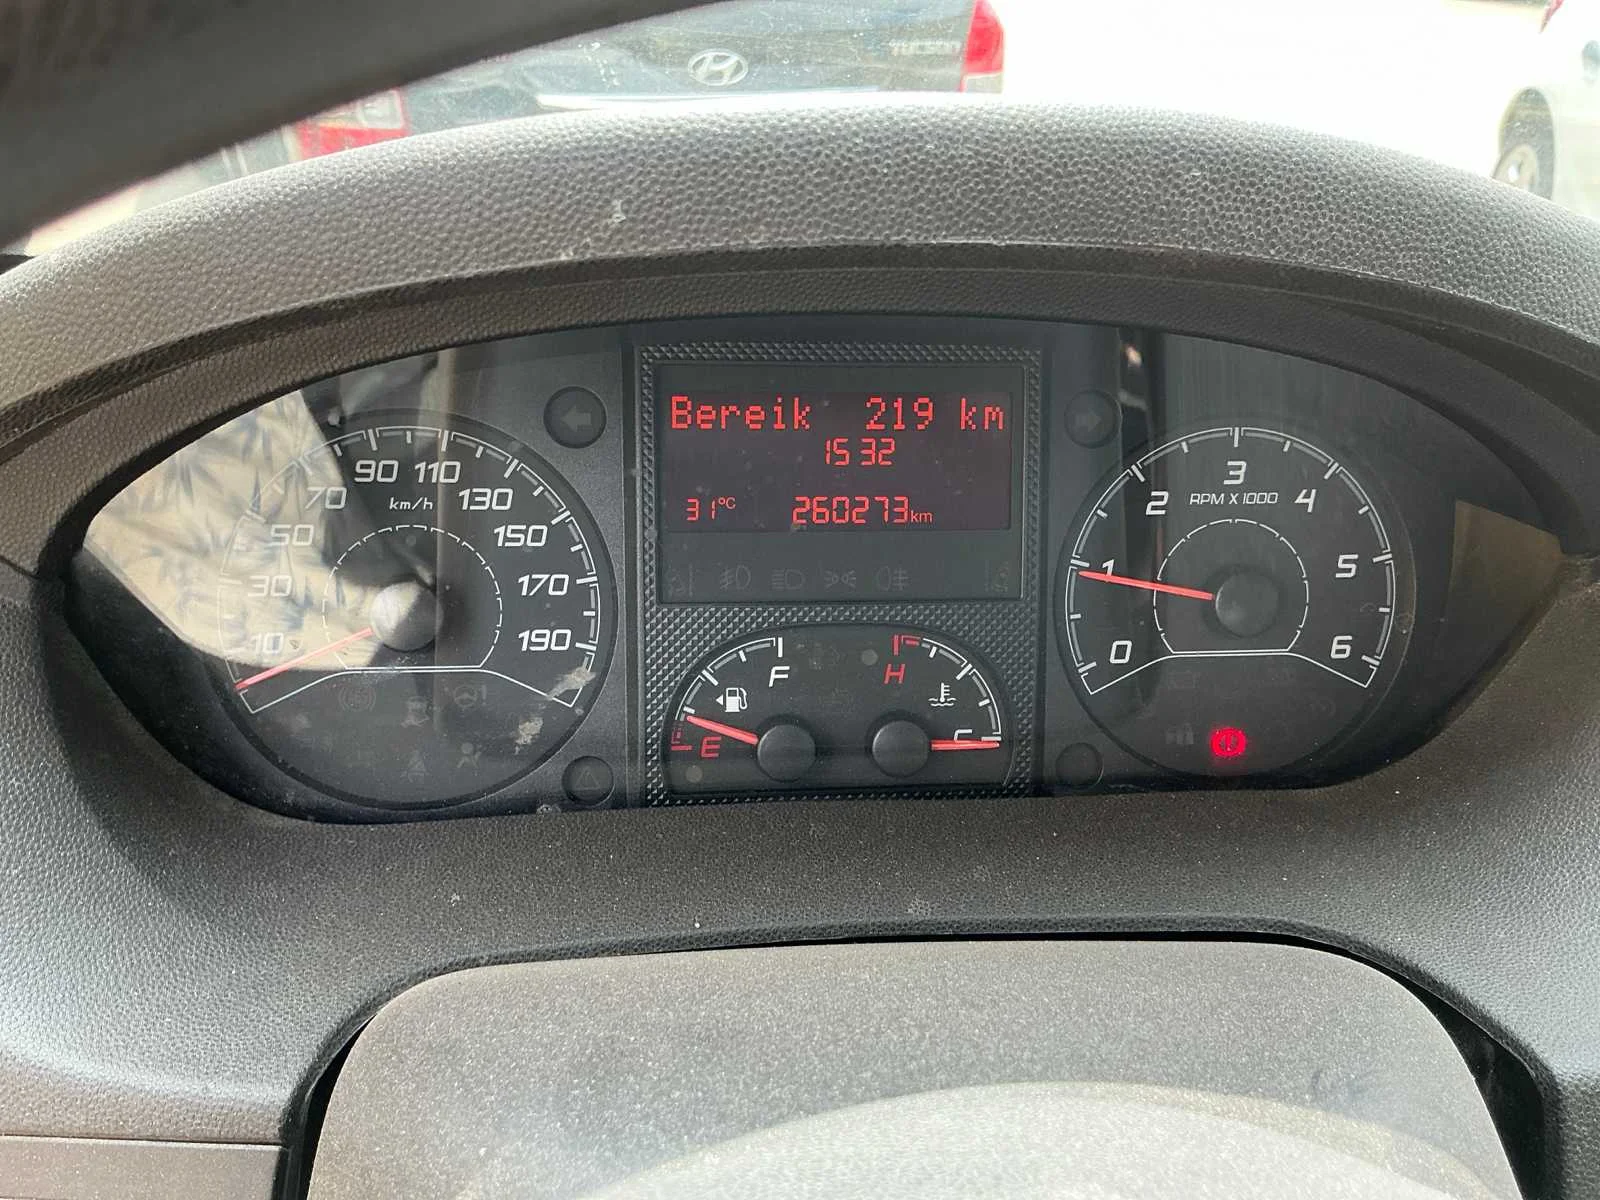 TUCSON
Bereik 219 km
15 32
31°C 260273km
10 30 50 70 90 110 130 150 170 190
km/h
0 1 2 3 4 5 6
RPM X 1000
F
E
H
C